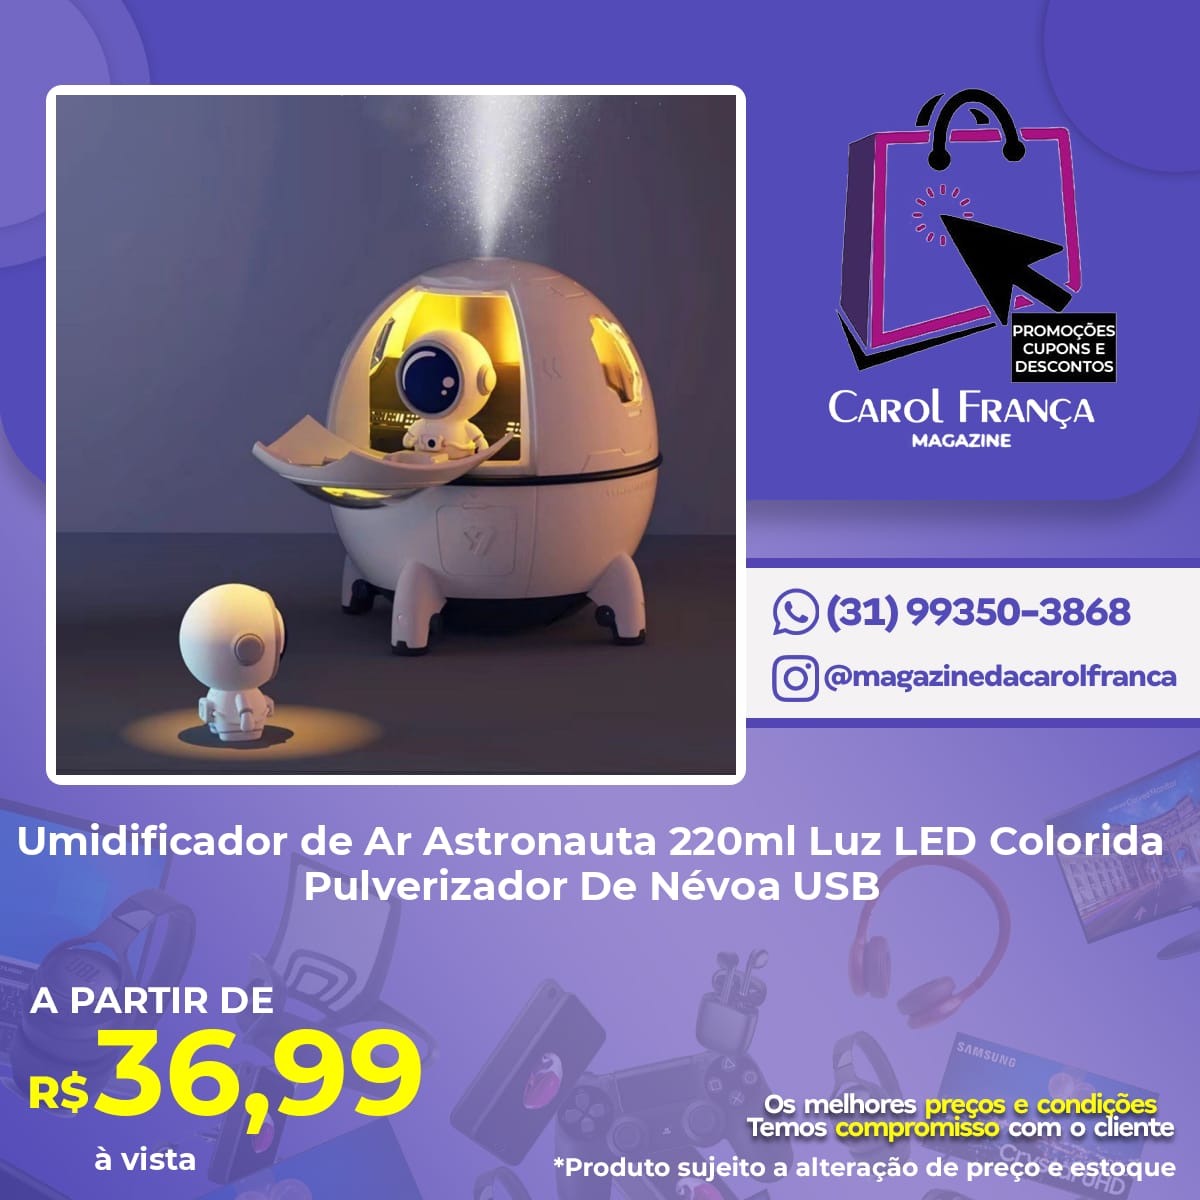 PROMOÇÕES
CUPONS E
DESCONTOS
CAROL FRANÇA
MAGAZINE
(31) 99350-3868
@magazinedacarolfranca
Umidificador de Ar Astronauta 220ml Luz LED Colorida
Pulverizador De Névoa USB
A PARTIR DE
R$36,99
à vista
SAMSUNG
Os melhores preços e condições
Temos compromisso com o cliente
*Produto sujeito a alteração de preço e estoque
CrystalUHD
JBL